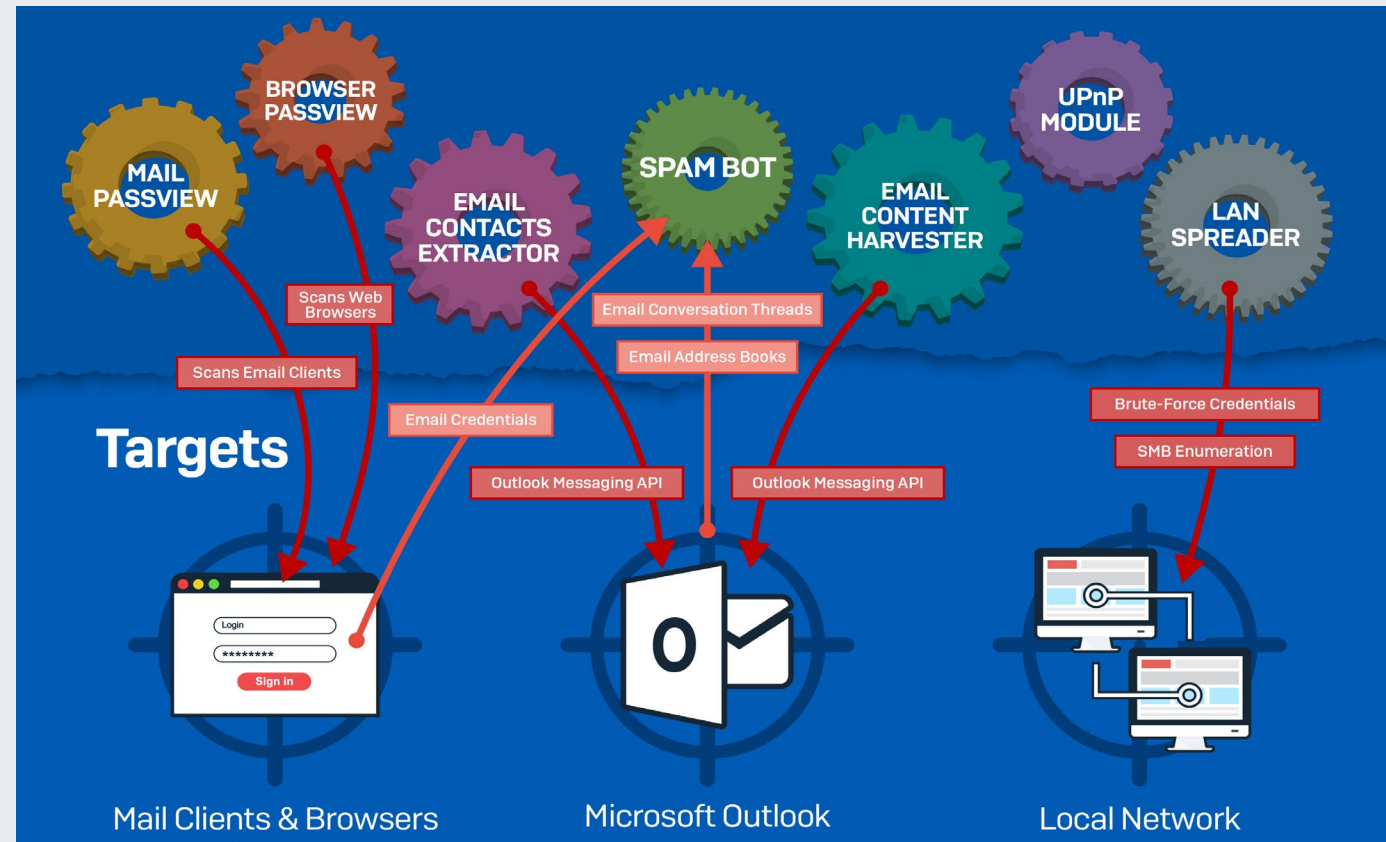 BROWSER
PASSVIEW
MAIL
PASSVIEW
EMAIL
CONTACTS
EXTRACTOR
SPAM BOT
EMAIL
CONTENT
HARVESTER
UPnP
MODULE
LAN
SPREADER
Scans Web
Browsers
Scans Email Clients
Email Conversation Threads
Email Address Books
Email Credentials
Brute-Force Credentials
SMB Enumeration
Outlook Messaging API
Outlook Messaging API
Targets
Login
********
Sign in
O
Mail Clients & Browsers
Microsoft Outlook
Local Network